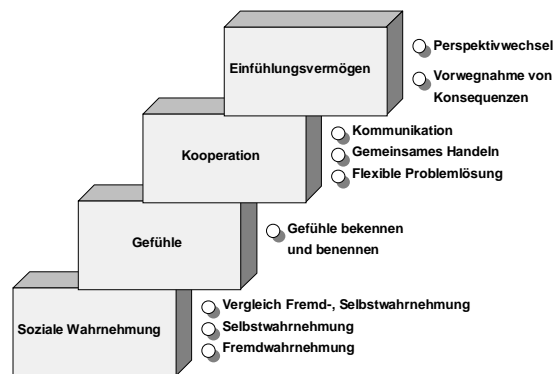 Einfühlungsvermögen
Perspektivwechsel
Vorwegnahme von
Konsequenzen
Kooperation
Kommunikation
Gemeinsames Handeln
Flexible Problemlösung
Gefühle
Gefühle bekennen
und benennen
Soziale Wahrnehmung
Vergleich Fremd-, Selbstwahrnehmung
Selbstwahrnehmung
Fremdwahrnehmung